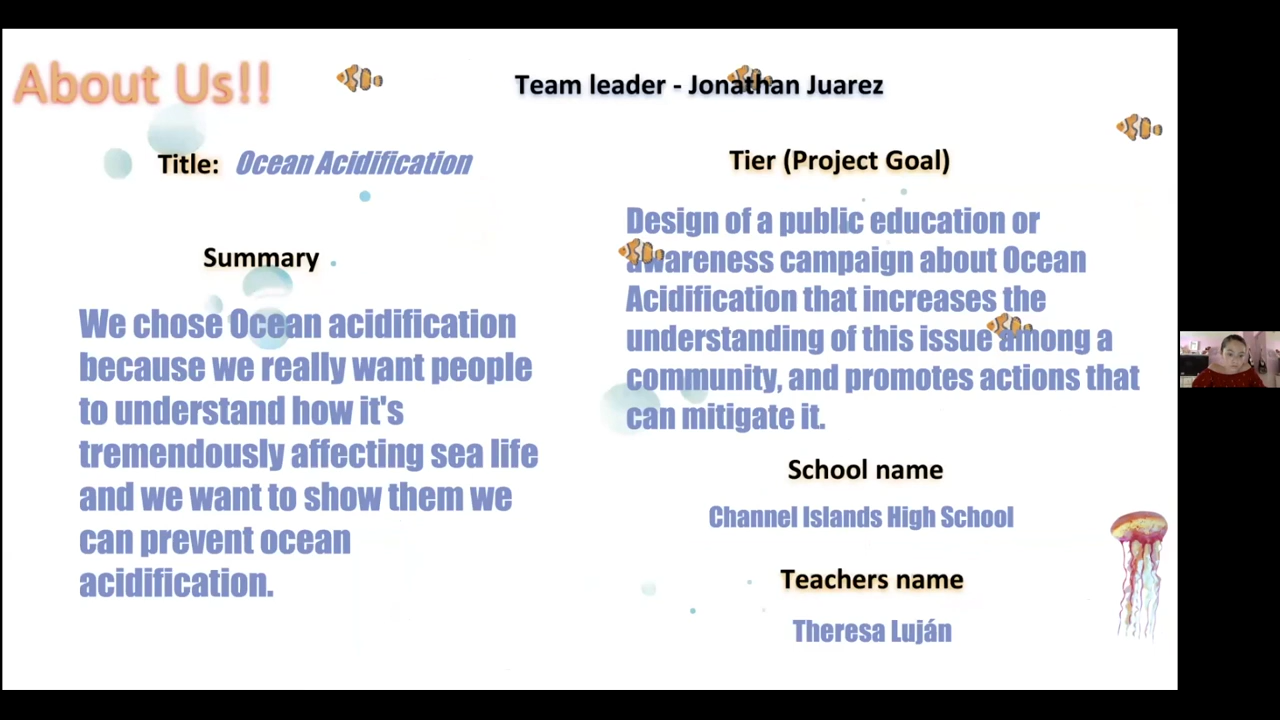 About Us!!
Team leader - Jonathan Juarez
Title: Ocean Acidification
Summary
We chose Ocean acidification
because we really want people
to understand how it's
tremendously affecting sea life
and we want to show them we
can prevent ocean
acidification.
Tier (Project Goal)
Design of a public education or
awareness campaign about Ocean
Acidification that increases the
understanding of this issue among a
community, and promotes actions that
can mitigate it.
School name
Channel Islands High School
Teachers name
Theresa Luján